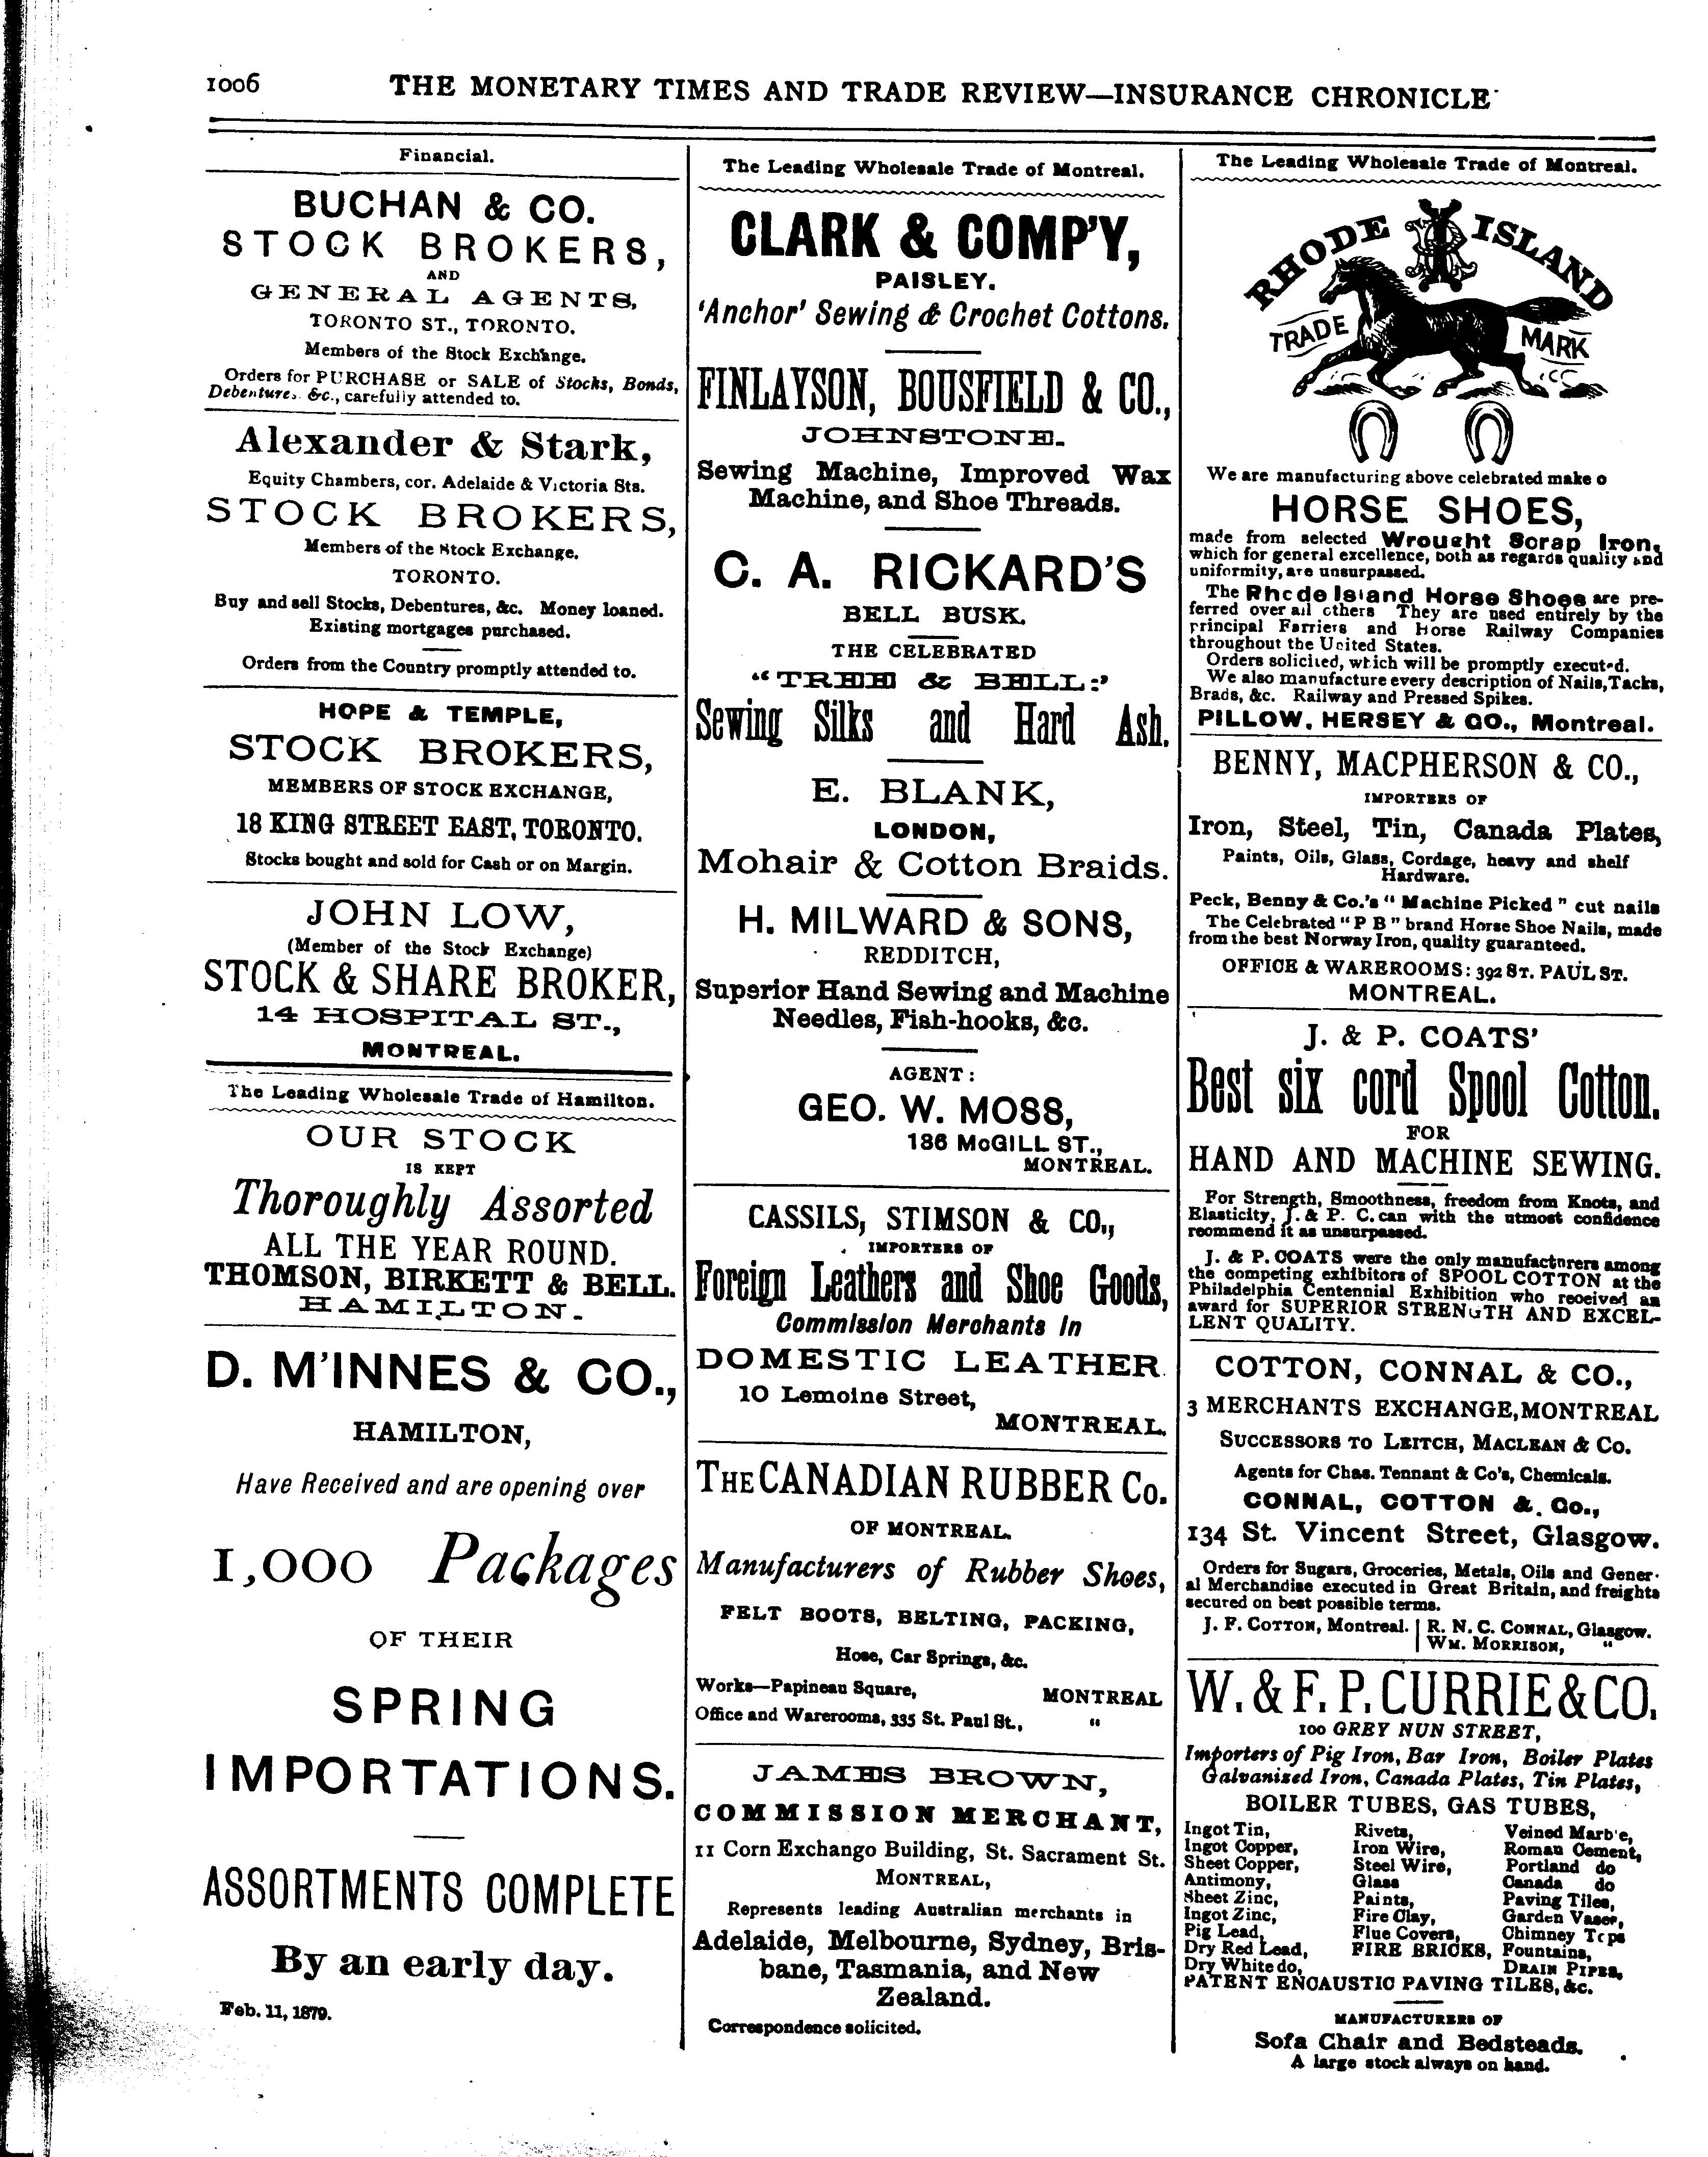 1006 THE MONETARY TIMES AND TRADE REVIEW—INSURANCE CHRONICLE
Financial.
BUCHAN & CO.
STOCK BROKERS,
AND
GENERAL AGENTS,
TORONTO ST., TORONTO.
Members of the Stock Exchange.
Orders for PURCHASE or SALE of Stocks, Bonds,
Debentures, &c., carefully attended to.
Alexander & Stark,
Equity Chambers, cor. Adelaide & Victoria Sts.
STOCK BROKERS,
Members of the Stock Exchange.
TORONTO.
Buy and sell Stocks, Debentures, &c. Money loaned.
Existing mortgages purchased.
Orders from the Country promptly attended to.
HOPE & TEMPLE,
STOCK BROKERS,
MEMBERS OF STOCK EXCHANGE,
18 KING STREET EAST, TORONTO.
Stocks bought and sold for Cash or on Margin.
JOHN LOW,
(Member of the Stock Exchange)
STOCK & SHARE BROKER,
14 HOSPITAL ST.,
MONTREAL.
The Leading Wholesale Trade of Hamilton.
OUR STOCK
IS KEPT
Thoroughly Assorted
ALL THE YEAR ROUND.
THOMSON, BIRKETT & BELL.
HAMILTON.
D. M'INNES & CO.,
HAMILTON,
Have Received and are opening over
1,000 Packages
OF THEIR
SPRING
IMPORTATIONS.
ASSORTMENTS COMPLETE
By an early day.
Feb. 11, 1879.
The Leading Wholesale Trade of Montreal.
CLARK & COMP'Y,
PAISLEY.
'Anchor' Sewing & Crochet Cottons.
FINLAYSON, BOUSFIELD & CO.,
JOHNSTONE.
Sewing Machine, Improved Wax
Machine, and Shoe Threads.
C. A. RICKARD'S
BELL BUSK.
THE CELEBRATED
"TREE & BELL:'
Sewing Silks and Hard Ash.
E. BLANK,
LONDON,
Mohair & Cotton Braids.
H. MILWARD & SONS,
REDDITCH,
Superior Hand Sewing and Machine
Needles, Fish-hooks, &c.
AGENT:
GEO. W. MOSS,
186 McGILL ST.,
MONTREAL.
CASSILS, STIMSON & CO.,
IMPORTERS OF
Foreign Leathers and Shoe Goods,
Commission Merchants in
DOMESTIC LEATHER.
10 Lemoine Street,
MONTREAL.
THE CANADIAN RUBBER CO.
OF MONTREAL.
Manufacturers of Rubber Shoes,
FELT BOOTS, BELTING, PACKING,
Hose, Car Springs, &c.
Works—Papineau Square, MONTREAL
Office and Warerooms, 335 St. Paul St., "
JAMES BROWN,
COMMISSION MERCHANT,
11 Corn Exchango Building, St. Sacrament St.
MONTREAL,
Represents leading Australian merchants in
Adelaide, Melbourne, Sydney, Bris-
bane, Tasmania, and New
Zealand.
Correspondence solicited.
The Leading Wholesale Trade of Montreal.
RHODE ISLAND
TRADE MARK
We are manufacturing above celebrated make o
HORSE SHOES,
made from selected Wrought Scrap Iron,
which for general excellence, both as regards quality and
uniformity, are unsurpassed.
The Rhode Island Horse Shoes are pre-
ferred over all others They are used entirely by the
principal Farriers and Horse Railway Companies
throughout the United States.
Orders solicited, which will be promptly executed.
We also manufacture every description of Nails, Tacks,
Brads, &c. Railway and Pressed Spikes.
PILLOW, HERSEY & CO., Montreal.
BENNY, MACPHERSON & CO.,
IMPORTERS OF
Iron, Steel, Tin, Canada Plates,
Paints, Oils, Glass, Cordage, heavy and shelf
Hardware.
Peck, Benny & Co.'s "Machine Picked" cut nails
The Celebrated "P B" brand Horse Shoe Nails, made
from the best Norway Iron, quality guaranteed.
OFFICE & WAREROOMS: 392 ST. PAUL ST.
MONTREAL.
J. & P. COATS'
Best six cord Spool Cotton.
FOR
HAND AND MACHINE SEWING.
For Strength, Smoothness, freedom from Knots, and
Elasticity, J. & P. C. can with the utmost confidence
reommend it as unsurpassed.
J. & P. COATS were the only manufacturers among
the competing exhibitors of SPOOL COTTON at the
Philadelphia Centennial Exhibition who received an
award for SUPERIOR STRENGTH AND EXCEL-
LENT QUALITY.
COTTON, CONNAL & CO.,
3 MERCHANTS EXCHANGE, MONTREAL
SUCCESSORS TO LEITCH, MACLEAN & CO.
Agents for Chas. Tennant & Co's, Chemicals.
CONNAL, COTTON & Co.,
134 St. Vincent Street, Glasgow.
Orders for Sugars, Groceries, Metals, Oils and Gener-
al Merchandise executed in Great Britain, and freights
secured on best possible terms.
J. F. COTTON, Montreal. | R. N. C. CONNAL, Glasgow.
WM. MORRISON, "
W. & F. P. CURRIE & CO.
100 GREY NUN STREET,
Importers of Pig Iron, Bar Iron, Boiler Plates
Galvanized Iron, Canada Plates, Tin Plates,
BOILER TUBES, GAS TUBES,
Ingot Tin, Rivets, Veined Marble,
Ingot Copper, Iron Wire, Roman Cement,
Sheet Copper, Steel Wire, Portland do
Antimony, Glass Canada do
Sheet Zinc, Paints, Paving Tiles,
Ingot Zinc, Fire Clay, Garden Vases,
Pig Lead, Flue Covers, Chimney Tops
Dry Red Lead, FIRE BRICKS, Fountains,
Dry White do, DRAIN PIPES,
PATENT ENCAUSTIC PAVING TILES, &c.
MANUFACTURERS OF
Sofa Chair and Bedsteads.
A large stock always on hand.